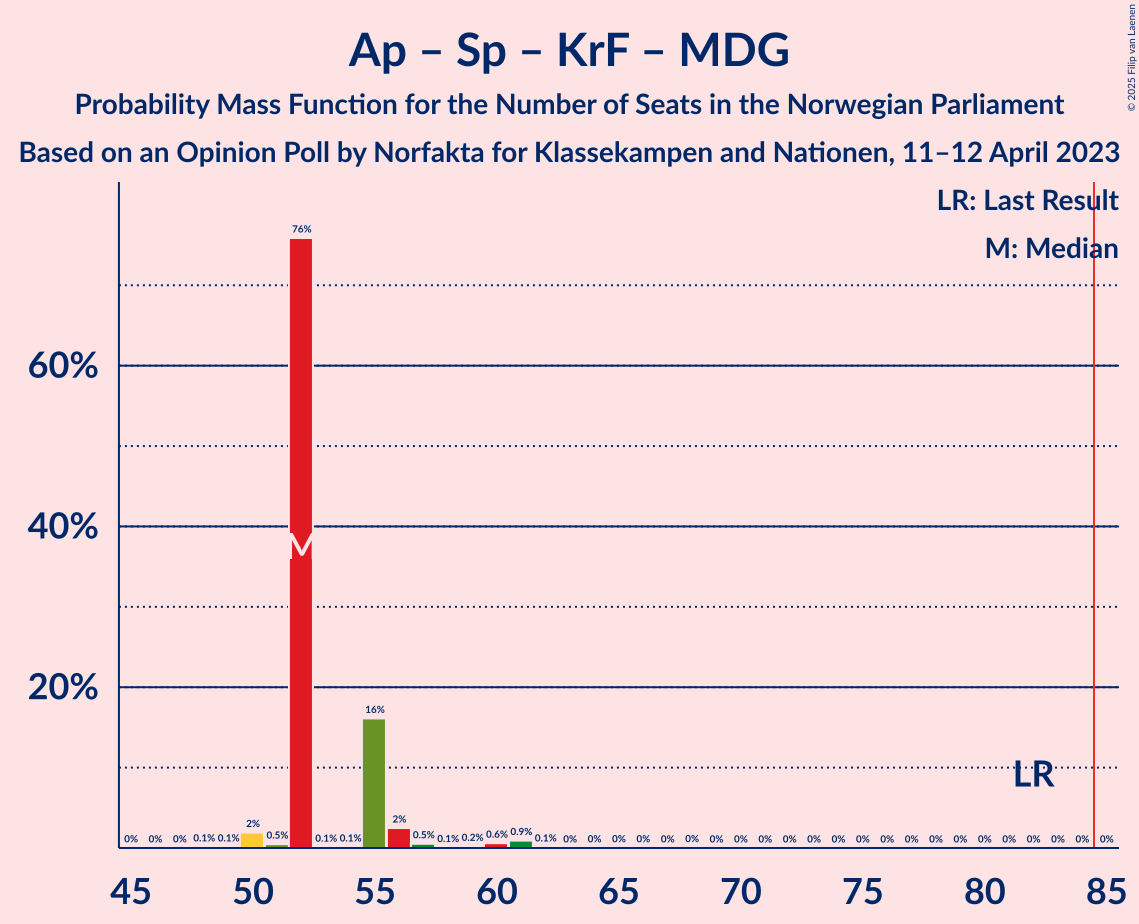 Ap – Sp – KrF – MDG
Probability Mass Function for the Number of Seats in the Norwegian Parliament
Based on an Opinion Poll by Norfakta for Klassekampen and Nationen, 11–12 April 2023
© 2025 Filip van Laenen
LR: Last Result
M: Median
60%
40%
20%
76%
M
16%
LR
0% 0% 0% 0.1% 0.1% 2% 0.5% 0.1% 0.1% 2% 0.5% 0.1% 0.2% 0.6% 0.9% 0.1% 0% 0% 0% 0% 0% 0% 0% 0% 0% 0% 0% 0% 0% 0% 0% 0% 0% 0% 0% 0% 0% 0% 0%
45 50 55 60 65 70 75 80 85